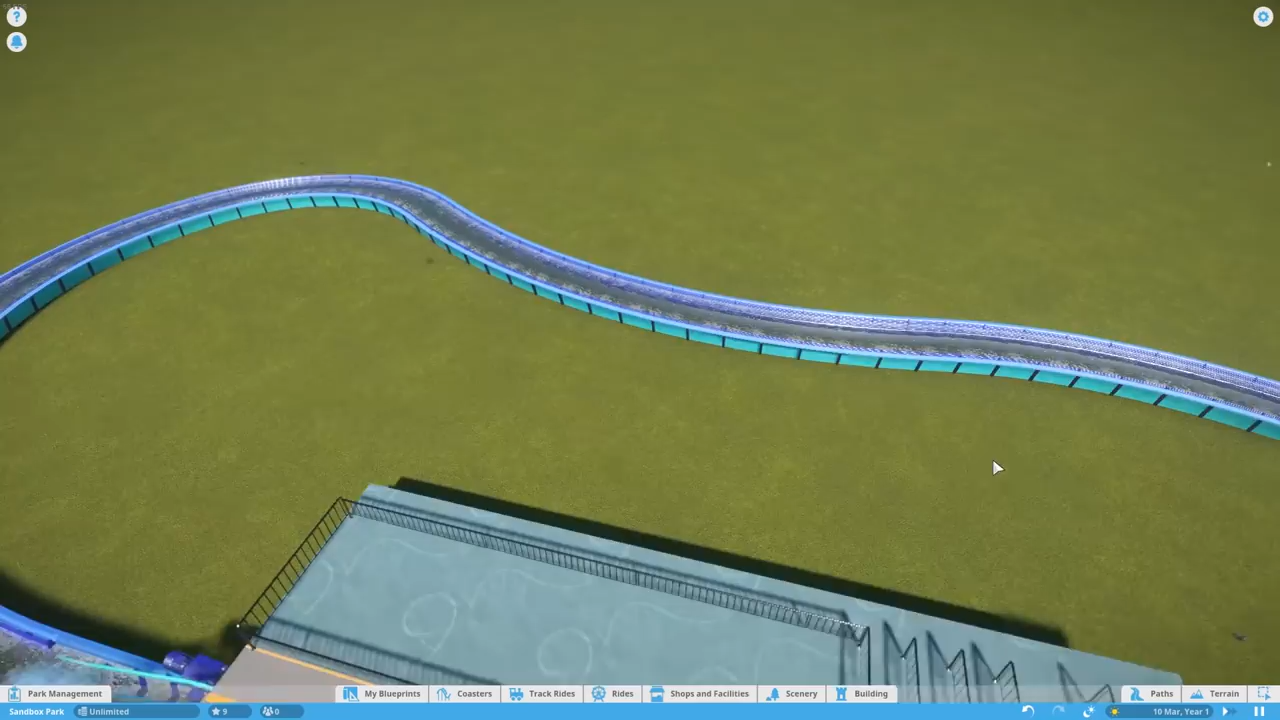 ?
Park Management
My Blueprints
Coasters
Track Rides
Rides
Shops and Facilities
Scenery
Building
Paths
Terrain
Sandbox Park
Unlimited
9
0
10 Mar, Year 1